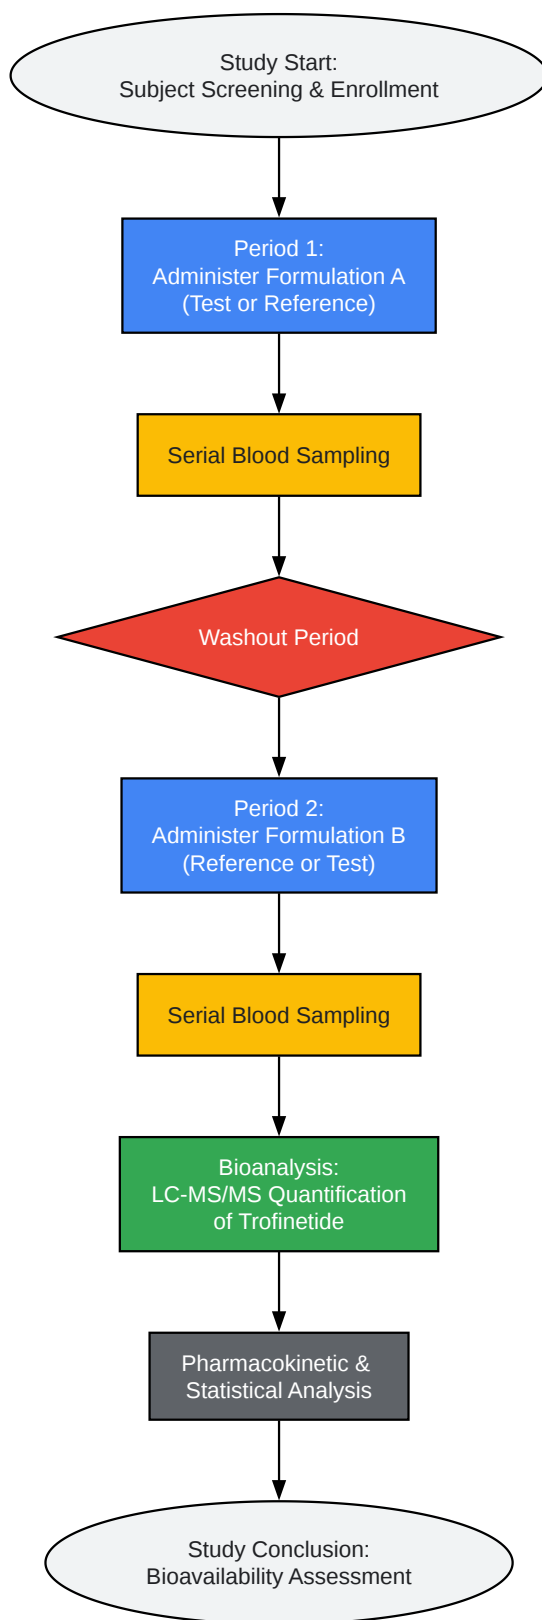 Study Start:
Subject Screening & Enrollment
Period 1:
Administer Formulation A
(Test or Reference)
Serial Blood Sampling
Washout Period
Period 2:
Administer Formulation B
(Reference or Test)
Serial Blood Sampling
Bioanalysis:
LC-MS/MS Quantification
of Trofinetide
Pharmacokinetic &
Statistical Analysis
Study Conclusion:
Bioavailability Assessment